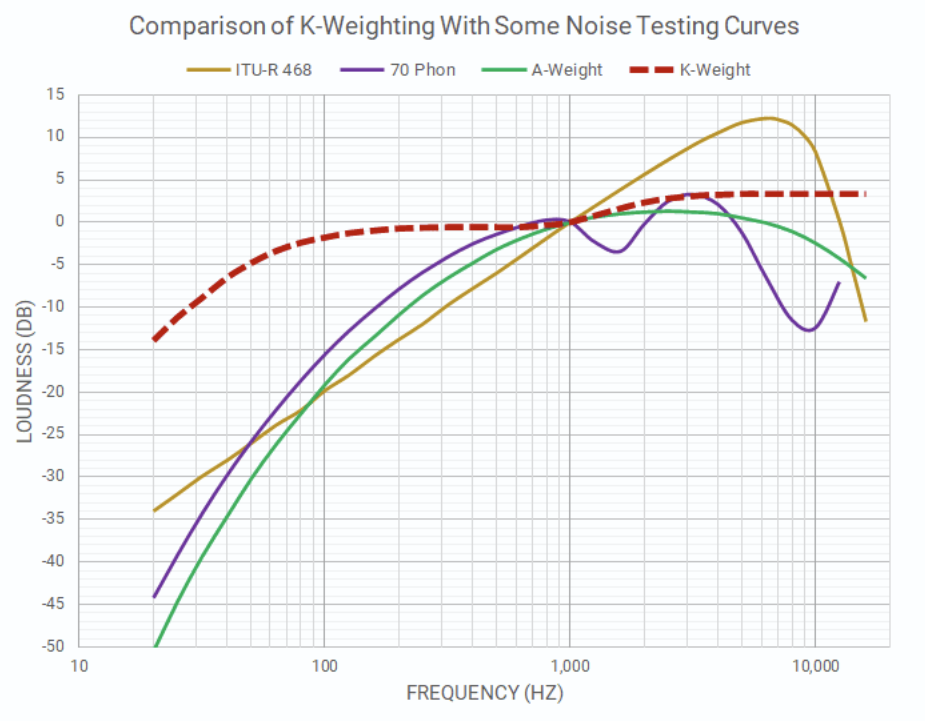 Comparison of K-Weighting With Some Noise Testing Curves
ITU-R 468 70 Phon A-Weight K-Weight
15
10
5
0
-5
-10
-15
-20
-25
-30
-35
-40
-45
-50
LOUDNESS (DB)
10 100 1,000 10,000
FREQUENCY (HZ)